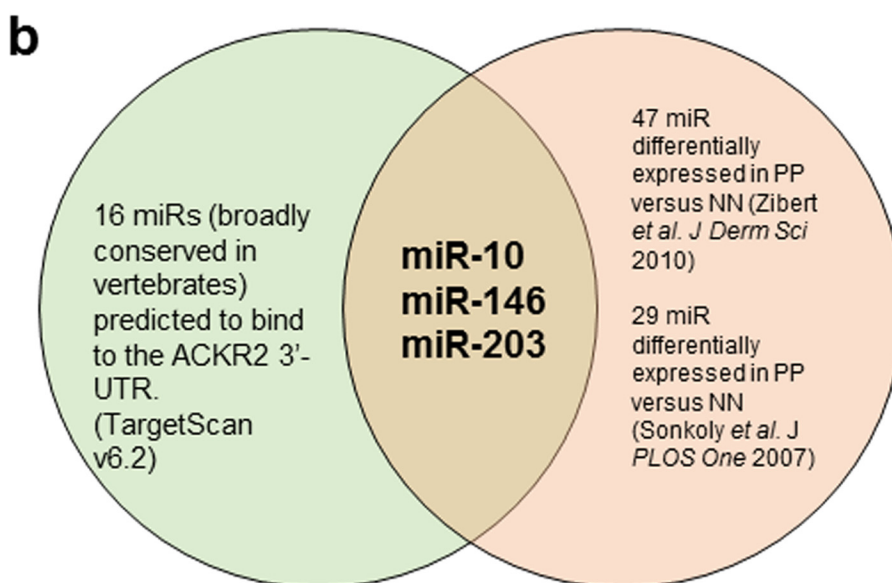 b
16 miRs (broadly
conserved in
vertebrates)
predicted to bind
to the ACKR2 3’-
UTR.
(TargetScan
v6.2)
miR-10
miR-146
miR-203
47 miR
differentially
expressed in PP
versus NN (Zibert
et al. J Derm Sci
2010)
29 miR
differentially
expressed in PP
versus NN
(Sonkoly et al. J
PLOS One 2007)